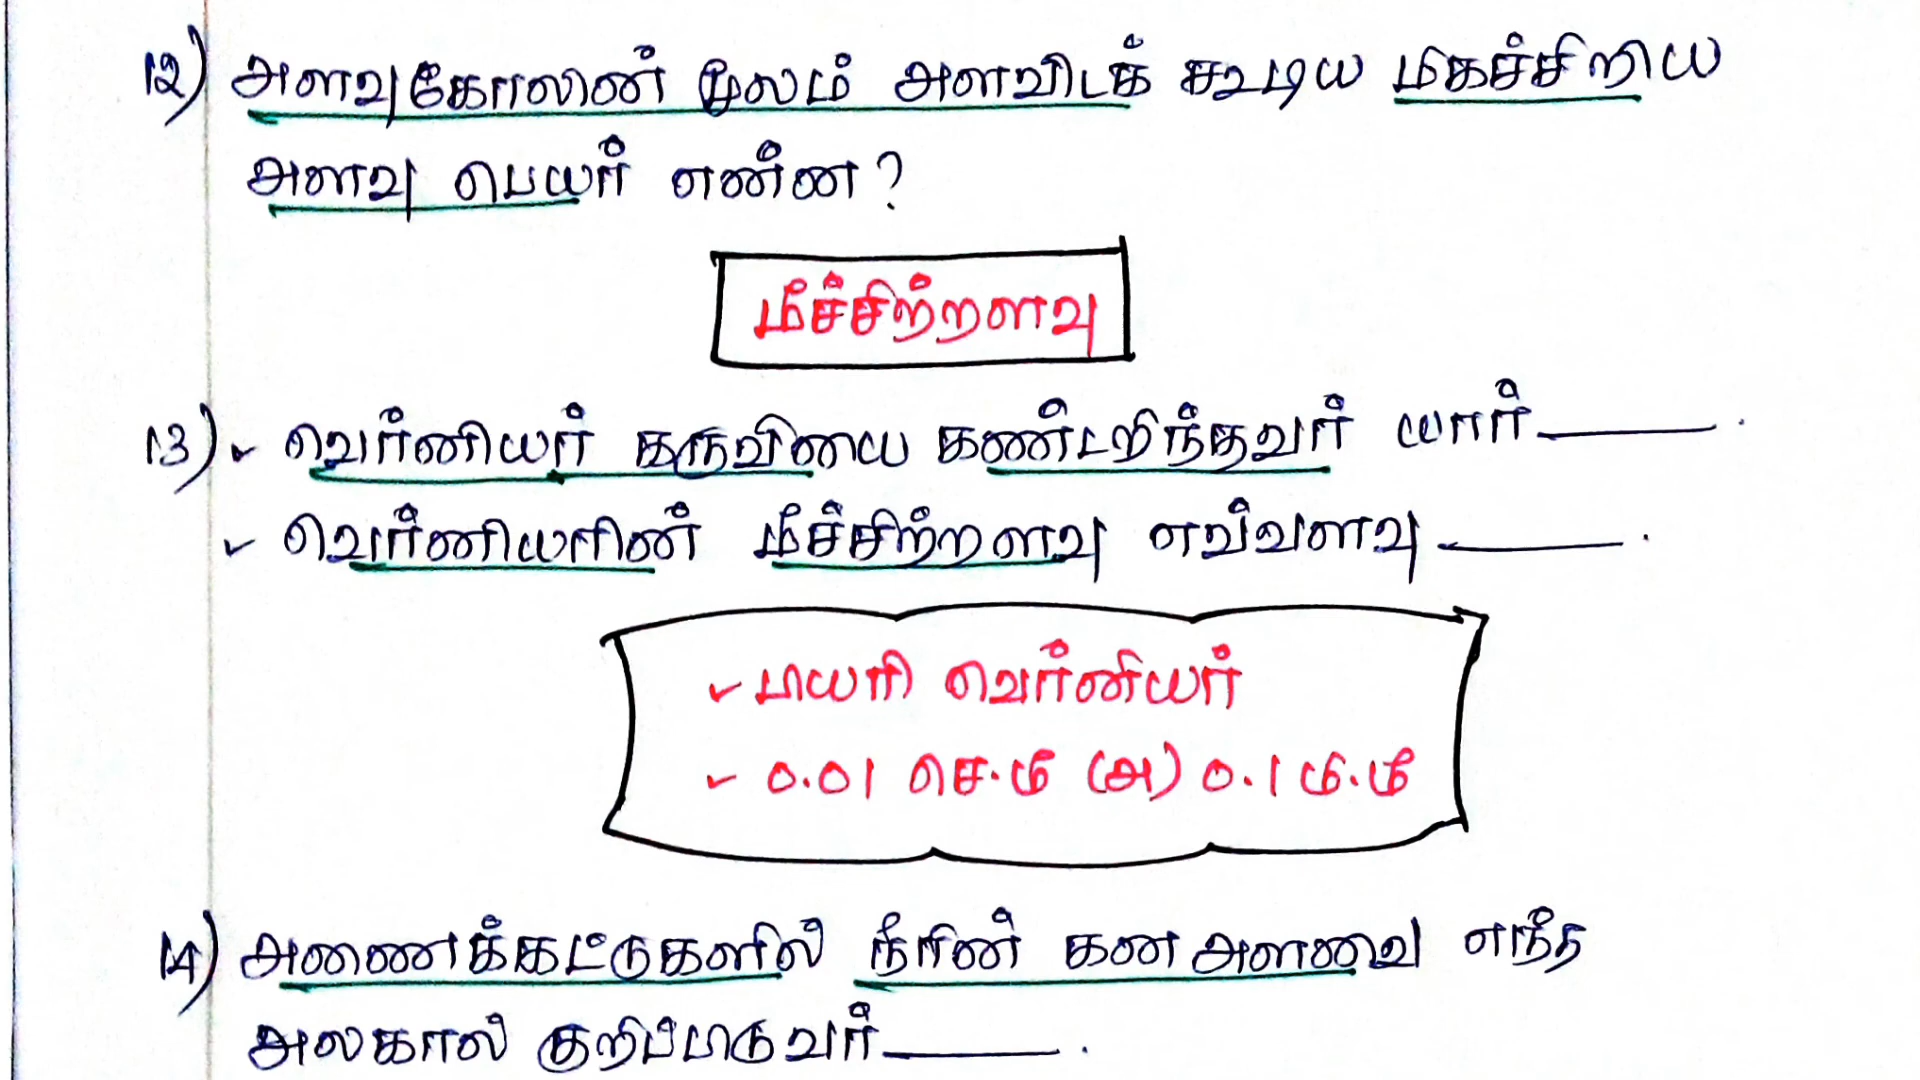 12) அளவுகோலின் மூலம் அளவிடக் கூடிய மிகச்சிறிய
அளவு பெயர் என்ன?
மீச்சிற்றளவு
13) ✓ வெர்னியர் கருவியை கண்டறிந்தவர் யார் ______.
✓ வெர்னியரின் மீச்சிற்றளவு எவ்வளவு ______.
✓ பியரி வெர்னியர்
✓ 0.01 செ.மீ (அ) 0.1 மி.மீ
14) அணைக்கட்டுகளில் நீரின் கன அளவை எந்த
அலகால் குறிப்பிடுவர் ______.